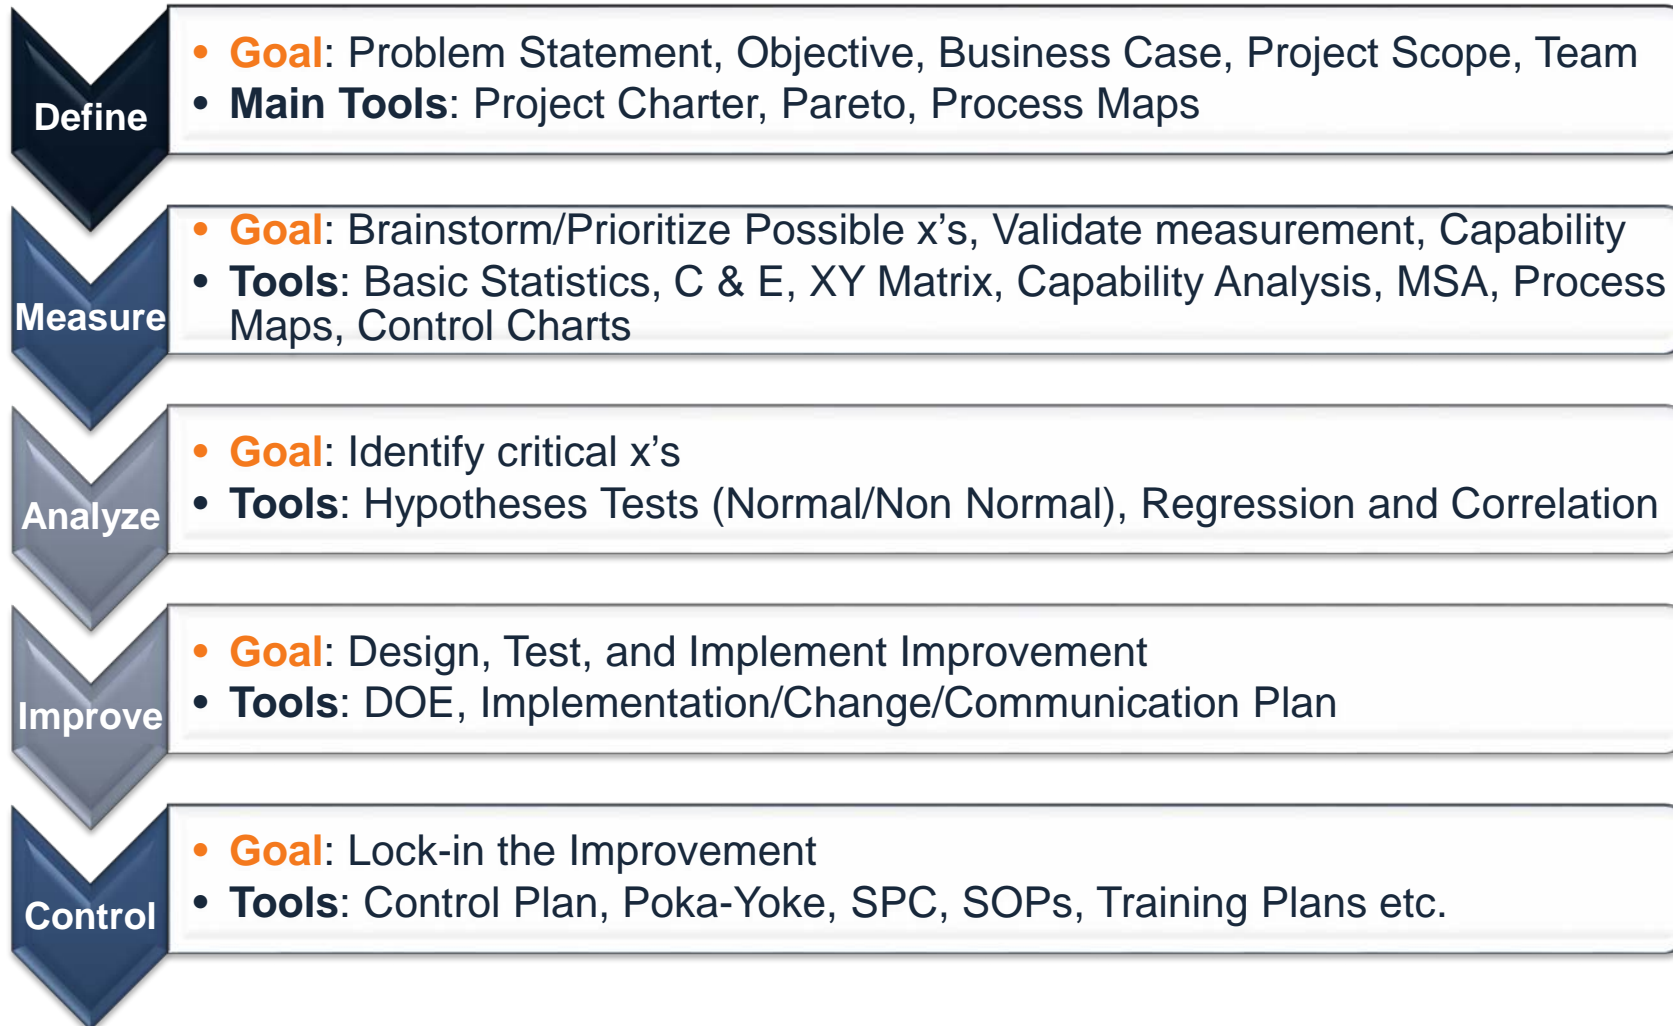 Define
• Goal: Problem Statement, Objective, Business Case, Project Scope, Team
• Main Tools: Project Charter, Pareto, Process Maps
Measure
• Goal: Brainstorm/Prioritize Possible x’s, Validate measurement, Capability
• Tools: Basic Statistics, C & E, XY Matrix, Capability Analysis, MSA, Process
Maps, Control Charts
Analyze
• Goal: Identify critical x’s
• Tools: Hypotheses Tests (Normal/Non Normal), Regression and Correlation
Improve
• Goal: Design, Test, and Implement Improvement
• Tools: DOE, Implementation/Change/Communication Plan
Control
• Goal: Lock-in the Improvement
• Tools: Control Plan, Poka-Yoke, SPC, SOPs, Training Plans etc.